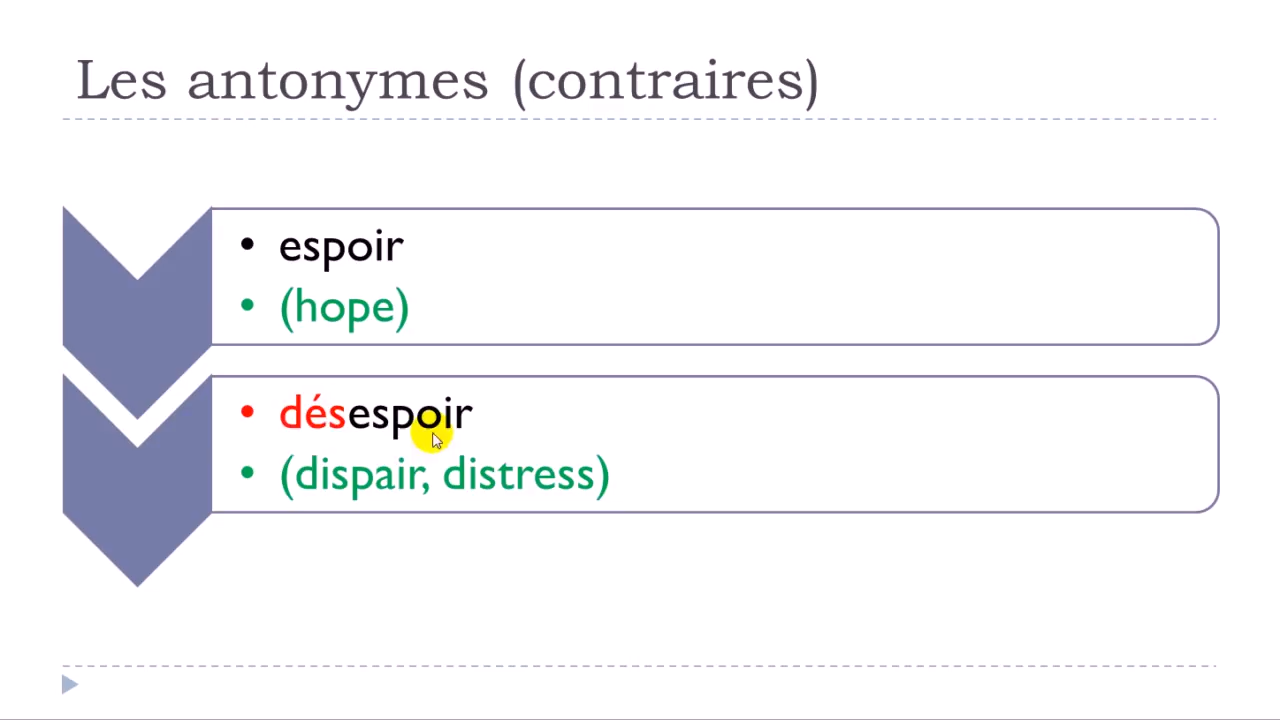 Les antonymes (contraires)
• espoir
• (hope)
• désespoir
• (dispair, distress)